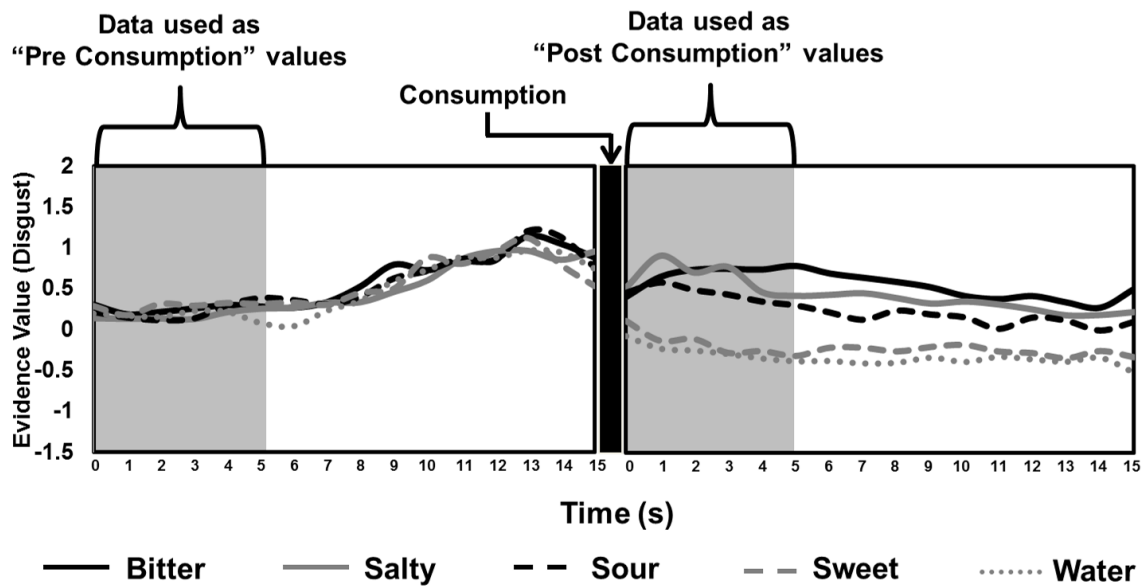 Data used as
“Pre Consumption” values
Consumption
Data used as
“Post Consumption” values
Evidence Value (Disgust)
2
1.5
1
0.5
0
-0.5
-1
-1.5
0 1 2 3 4 5 6 7 8 9 10 11 12 13 14 15
0 1 2 3 4 5 6 7 8 9 10 11 12 13 14 15
Time (s)
Bitter Salty Sour Sweet Water